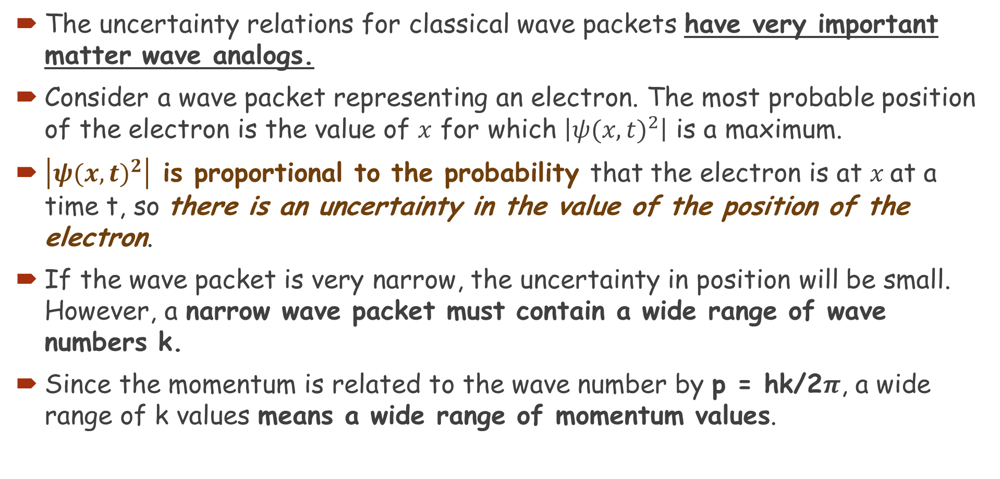 The uncertainty relations for classical wave packets have very important
matter wave analogs.
Consider a wave packet representing an electron. The most probable position
of the electron is the value of 𝑥 for which |𝜓(𝑥, 𝑡)²| is a maximum.
|𝝍(𝒙, 𝒕)²| is proportional to the probability that the electron is at 𝑥 at a
time t, so there is an uncertainty in the value of the position of the
electron.
If the wave packet is very narrow, the uncertainty in position will be small.
However, a narrow wave packet must contain a wide range of wave
numbers k.
Since the momentum is related to the wave number by p = hk/2𝝅, a wide
range of k values means a wide range of momentum values.